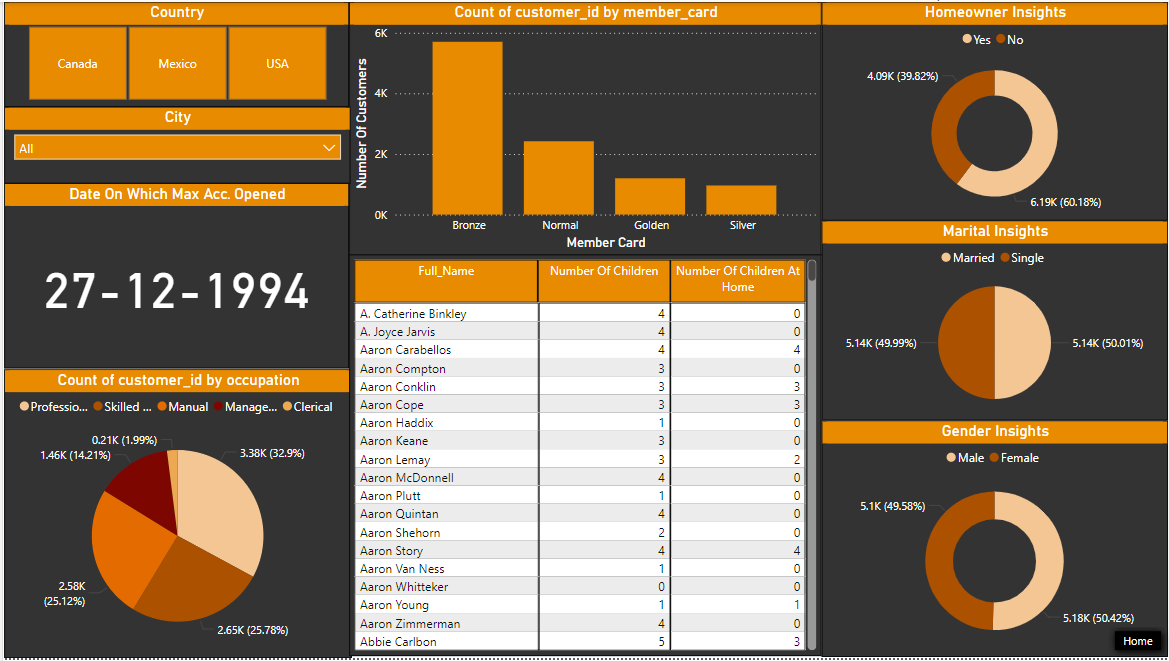 Country
Canada
Mexico
USA
City
All
Date On Which Max Acc. Opened
27-12-1994
Count of customer_id by occupation
Professio...
Skilled ...
Manual
Manage...
Clerical
0.21K (1.99%)
1.46K (14.21%)
3.38K (32.9%)
2.58K
(25.12%)
2.65K (25.78%)
Count of customer_id by member_card
Number Of Customers
6K
4K
2K
0K
Bronze
Normal
Golden
Silver
Member Card
Full_Name Number Of Children Number Of Children At
Home
A. Catherine Binkley 4 0
A. Joyce Jarvis 4 0
Aaron Carabellos 4 4
Aaron Compton 3 0
Aaron Conklin 3 3
Aaron Cope 3 3
Aaron Haddix 1 0
Aaron Keane 3 0
Aaron Lemay 3 2
Aaron McDonnell 4 0
Aaron Plutt 1 0
Aaron Quintan 4 0
Aaron Shehorn 2 0
Aaron Story 4 4
Aaron Van Ness 1 0
Aaron Whitteker 0 0
Aaron Young 1 1
Aaron Zimmerman 4 0
Abbie Carlbon 5 3
Homeowner Insights
Yes No
4.09K (39.82%)
6.19K (60.18%)
Marital Insights
Married Single
5.14K (49.99%)
5.14K (50.01%)
Gender Insights
Male Female
5.1K (49.58%)
5.18K (50.42%)
Home